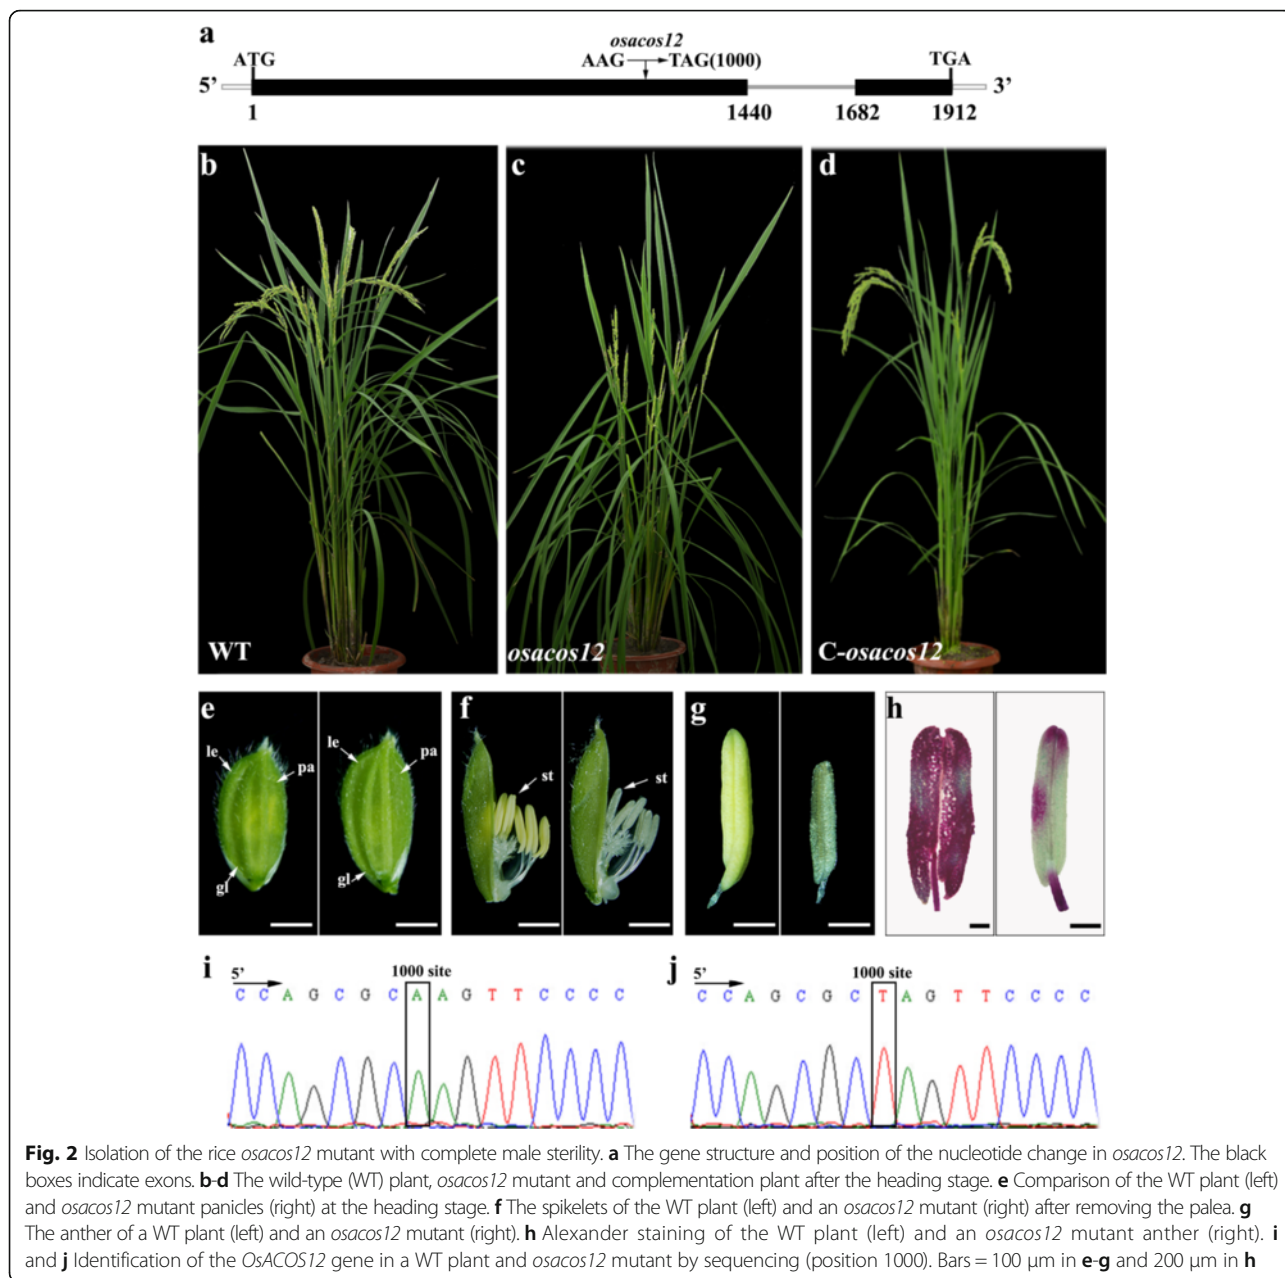 a
osacos12
ATG AAG TAG(1000) TGA
5’ 3’
1 1440 1682 1912
b c d
WT osacos12 C-osacos12
e f g h
le pa gl le pa gl st st
i j
5’ 1000 site 5’ 1000 site
C C A G C G C A A G T T C C C C C C A G C G C T A G T T C C C C
Fig. 2 Isolation of the rice osacos12 mutant with complete male sterility. a The gene structure and position of the nucleotide change in osacos12. The black
boxes indicate exons. b-d The wild-type (WT) plant, osacos12 mutant and complementation plant after the heading stage. e Comparison of the WT plant (left)
and osacos12 mutant panicles (right) at the heading stage. f The spikelets of the WT plant (left) and an osacos12 mutant (right) after removing the palea. g
The anther of a WT plant (left) and an osacos12 mutant (right). h Alexander staining of the WT plant (left) and an osacos12 mutant anther (right). i
and j Identification of the OsACOS12 gene in a WT plant and osacos12 mutant by sequencing (position 1000). Bars = 100 μm in e-g and 200 μm in h